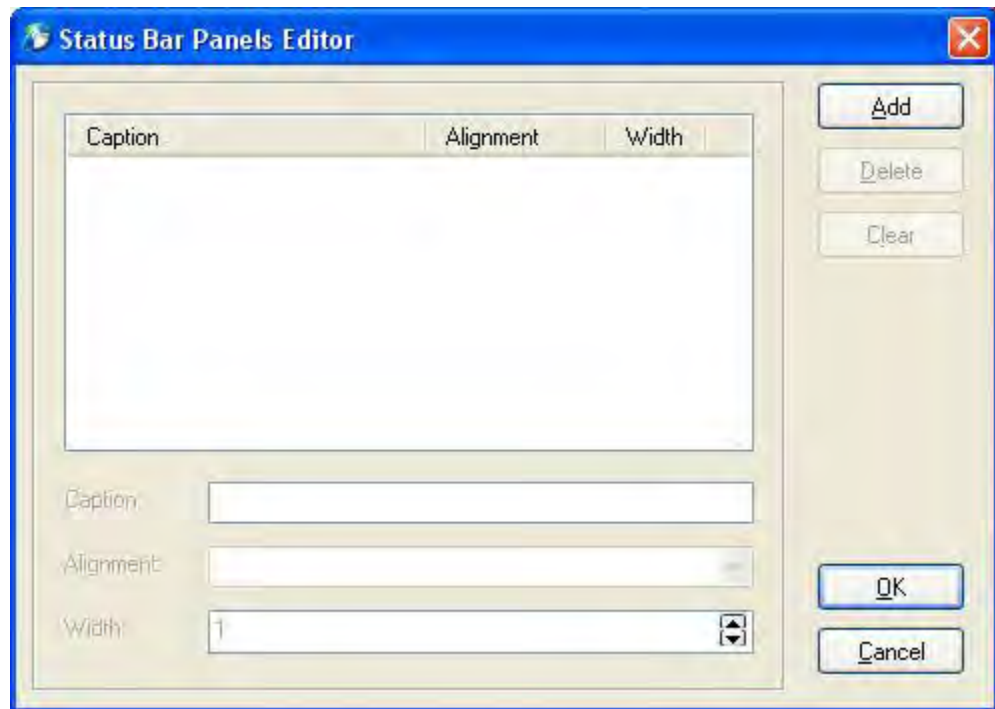 Status Bar Panels Editor
Caption Alignment Width
Add
Delete
Clear
Caption:
Alignment:
Width: 1
OK
Cancel